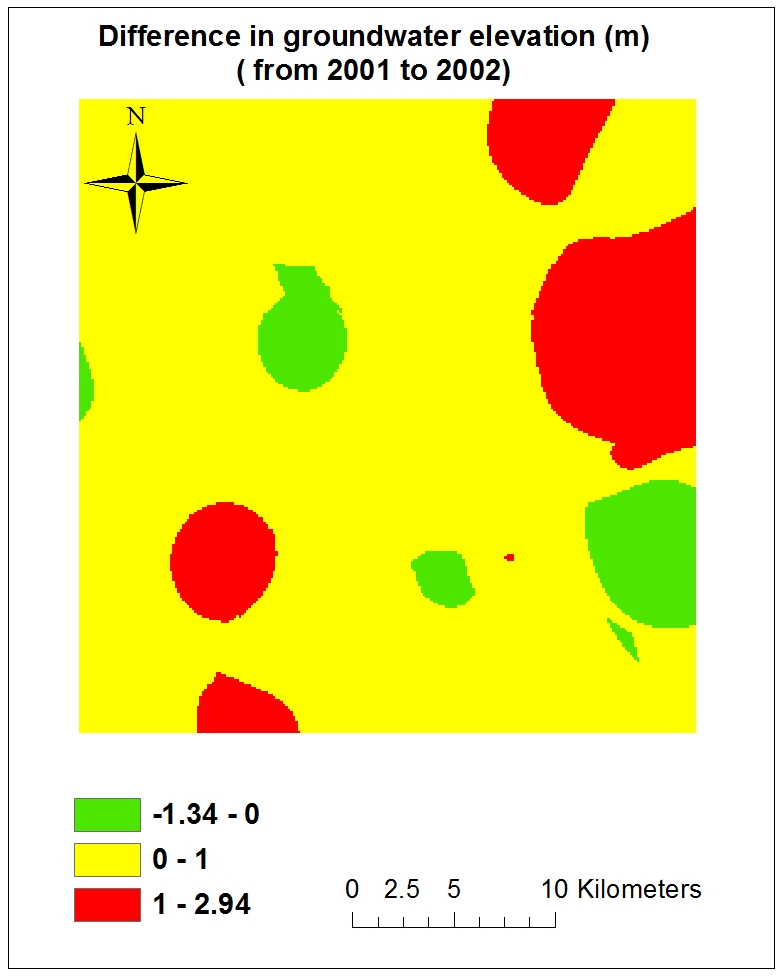 Difference in groundwater elevation (m)
( from 2001 to 2002)
N
-1.34 - 0
0 - 1
1 - 2.94
0 2.5 5 10 Kilometers